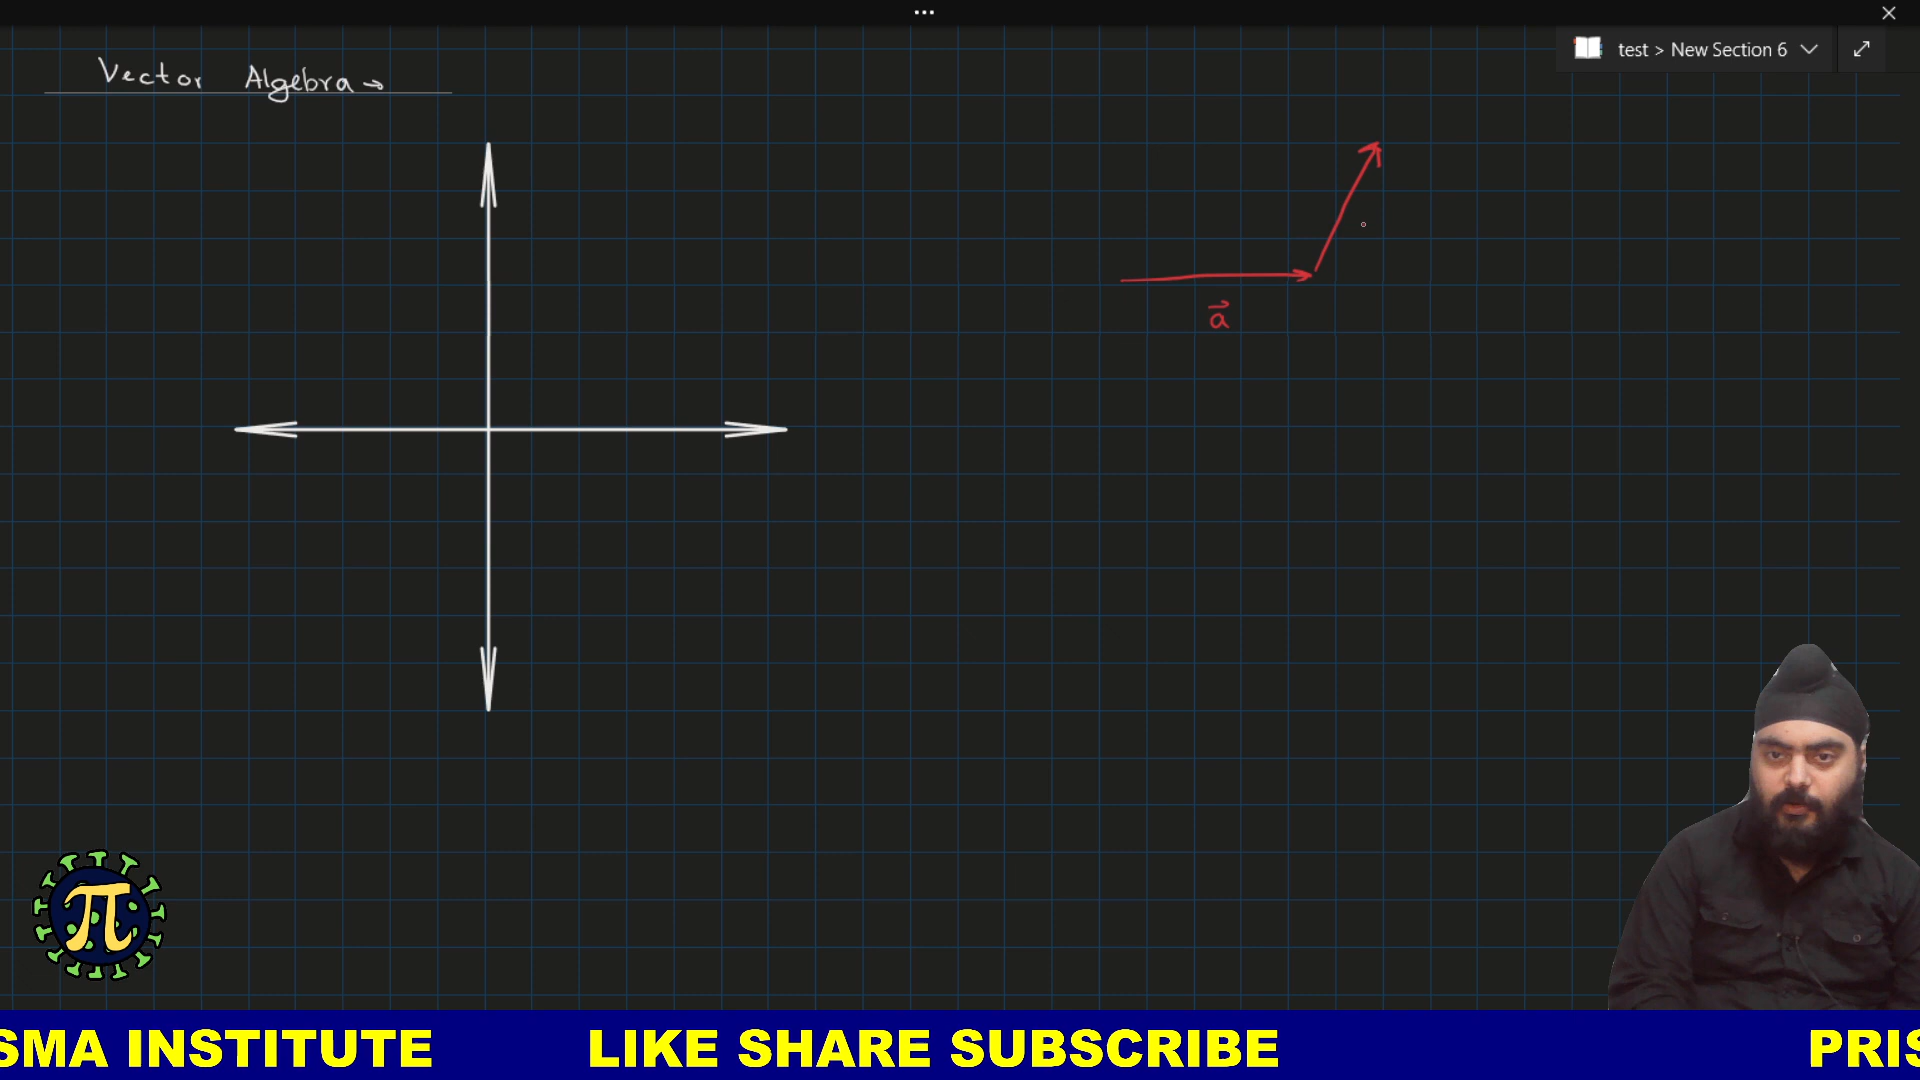 test > New Section 6
Vector Algebra →
a⃗
π
SMA INSTITUTE LIKE SHARE SUBSCRIBE PRIS